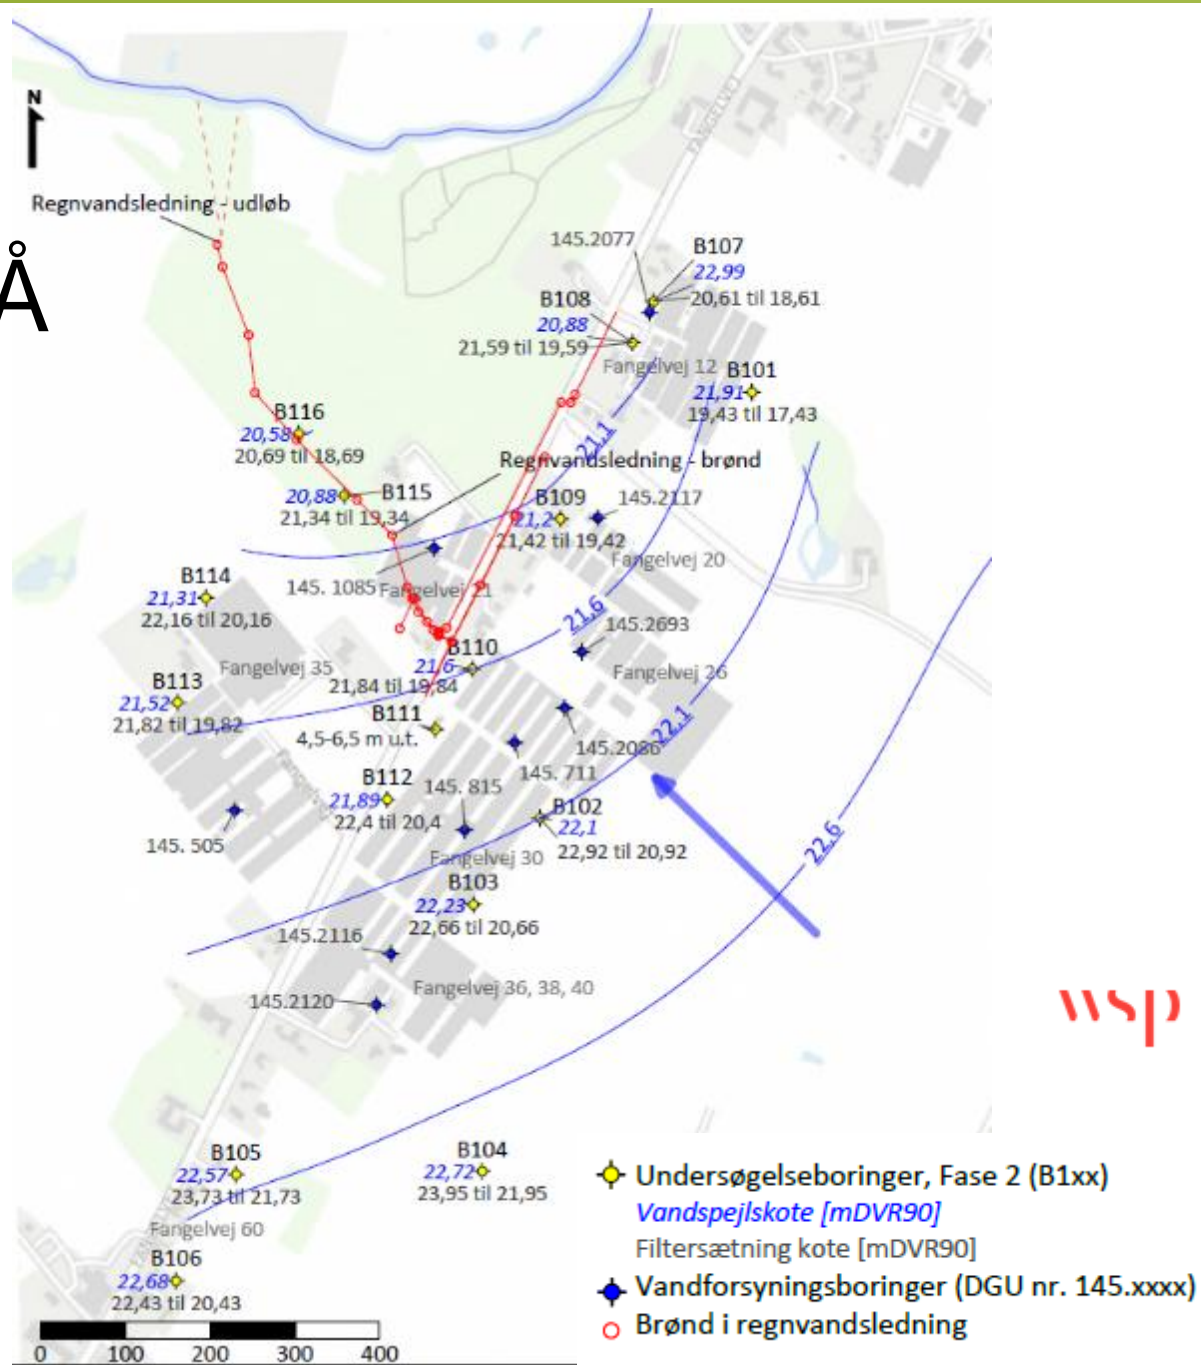 N
Å
FANGELVEJ
Regnvandsledning - udløb
145.2077
B107
22,99
20,61 til 18,61
B108
20,88
21,59 til 19,59
Fangelvej 12
B101
21,91
19,43 til 17,43
21,1
B116
20,58
20,69 til 18,69
Regnvandsledning - brønd
20,88
B115
21,34 til 19,34
B109
21,2
21,42 til 19,42
145.2117
Fangelvej 20
B114
21,31
22,16 til 20,16
145. 1085
Fangelvej 21
21,6
145.2693
B110
21,6
21,84 til 19,84
Fangelvej 35
Fangelvej 26
B113
21,52
21,82 til 19,82
B111
4,5-6,5 m u.t.
22,1
145.2086
145. 711
B112
21,89
22,4 til 20,4
145. 815
B102
22,1
22,92 til 20,92
145. 505
Fangelvej 30
22,6
B103
22,23
22,66 til 20,66
145.2116
Fangelvej 36, 38, 40
145.2120
wsp
B105
22,57
23,73 til 21,73
B104
22,72
23,95 til 21,95
Fangelvej 60
B106
22,68
22,43 til 20,43
0 100 200 300 400
Undersøgelseboringer, Fase 2 (B1xx)
Vandspejlskote [mDVR90]
Filtersætning kote [mDVR90]
Vandforsyningsboringer (DGU nr. 145.xxxx)
Brønd i regnvandsledning